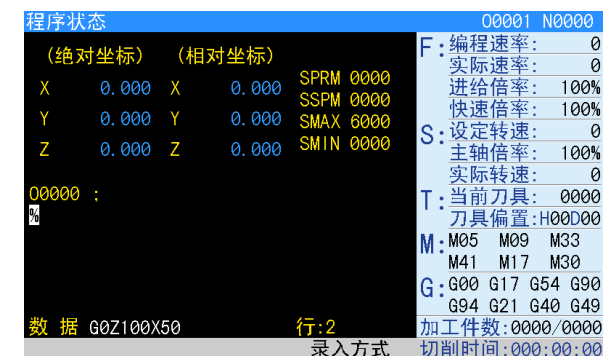 程序状态 O0001 N0000
(绝对坐标) (相对坐标)
X 0.000 X 0.000 SPRM 0000
SSPM 0000
Y 0.000 Y 0.000 SMAX 6000
Z 0.000 Z 0.000 SMIN 0000
O0000 ;
%
数 据 G0Z100X50 行:2
录入方式
F:编程速率: 0
实际速率: 0
进给倍率: 100%
快速倍率: 100%
S:设定转速: 0
主轴倍率: 100%
实际转速: 0
T:当前刀具: 0000
刀具偏置:H00D00
M:M05 M09 M33
M41 M17 M30
G:G00 G17 G54 G90
G94 G21 G40 G49
加工件数:0000/0000
切削时间:000:00:00